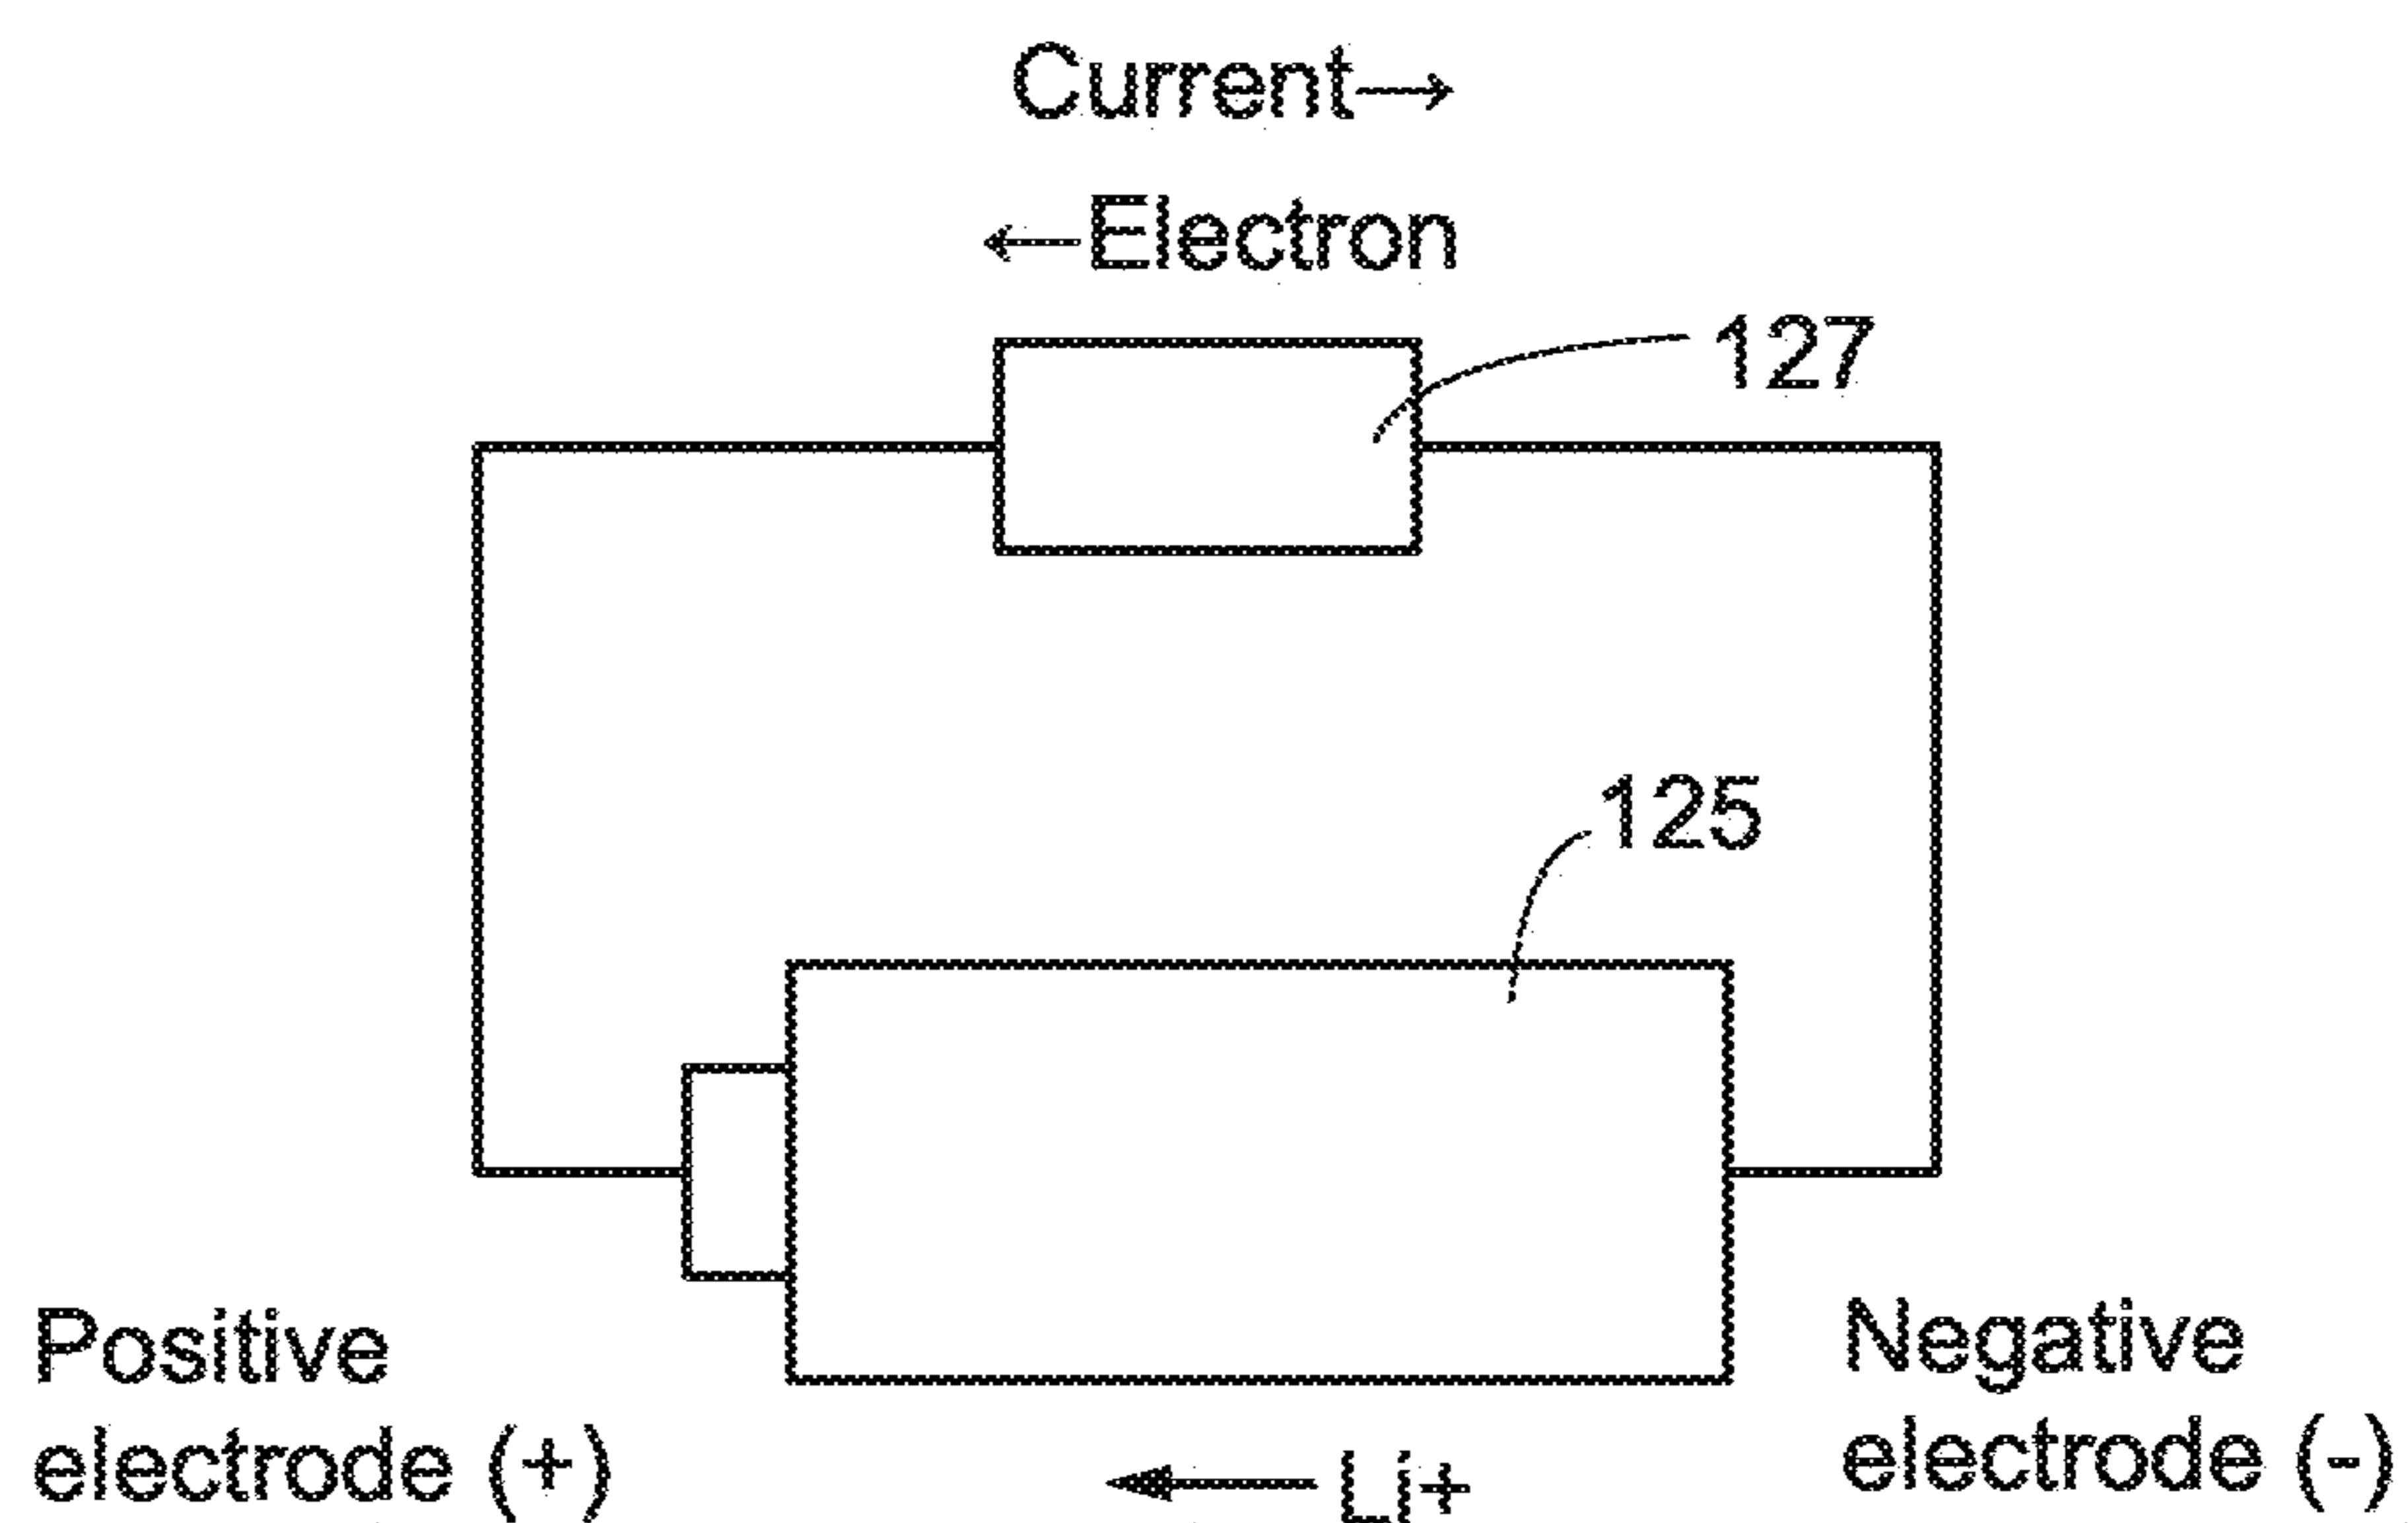 Current→
←Electron
127
125
Positive
electrode (+)
Negative
electrode (-)
← Li+